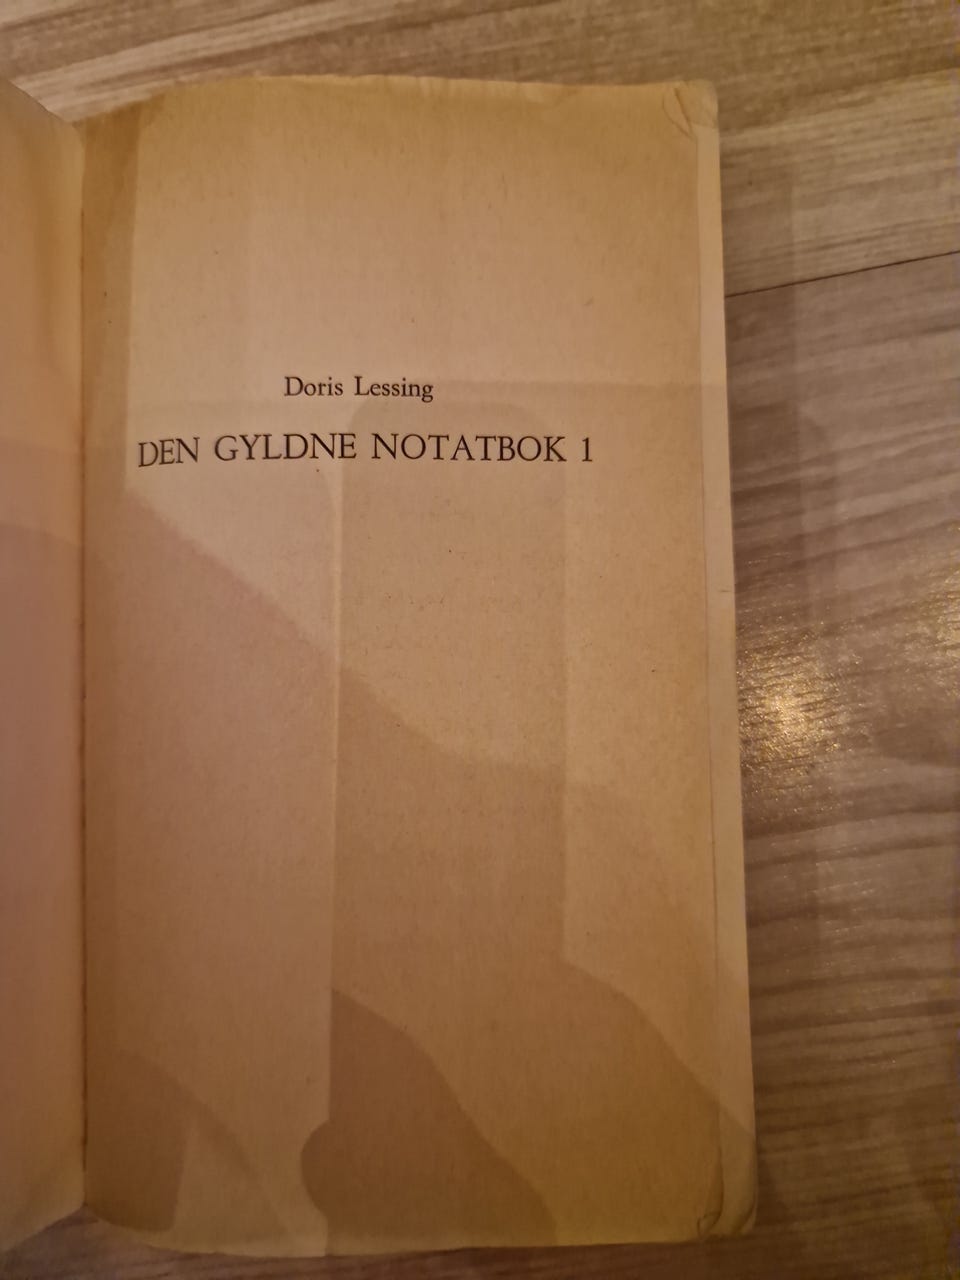 Doris Lessing
DEN GYLDNE NOTATBOK 1